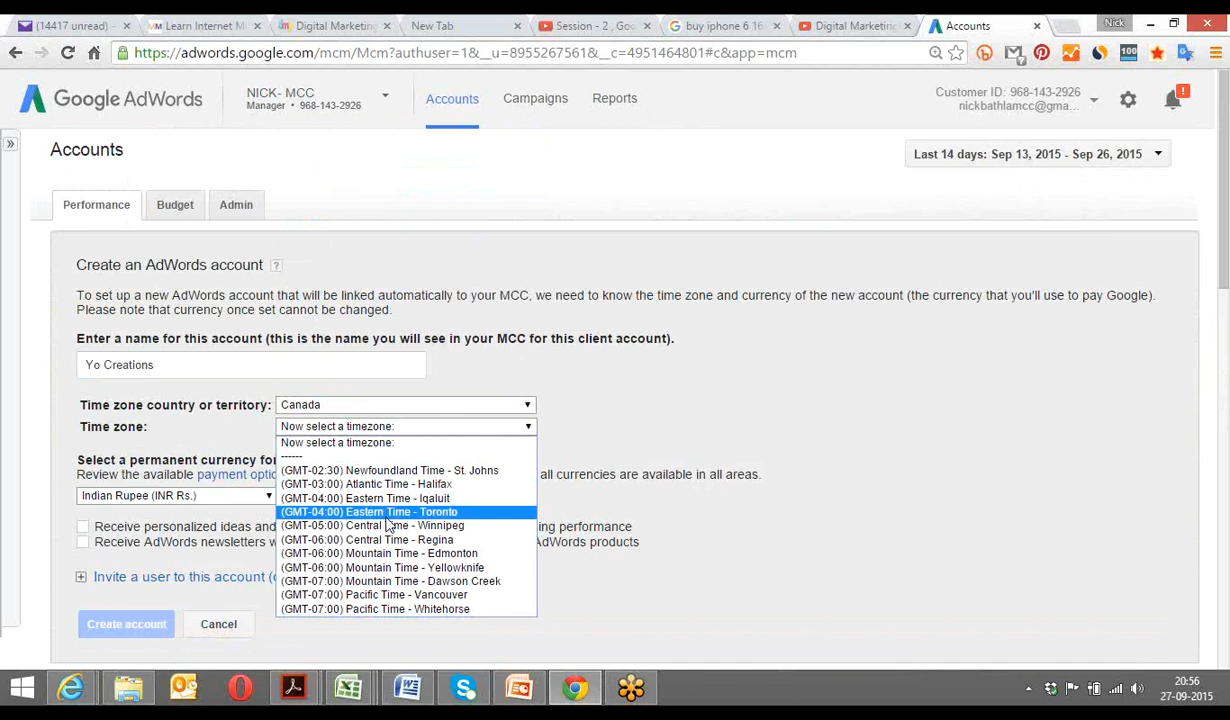 (14417 unread)
Learn Internet M
Digital Marketing
New Tab
Session - 2 , Goo
buy iphone 6 16
Digital Marketing
Accounts
Nick
https://adwords.google.com/mcm/Mcm?authuser=1&__u=8955267561&__c=4951464801#c&app=mcm
100
Google AdWords
NICK- MCC
Manager • 968-143-2926
Accounts
Campaigns
Reports
Customer ID: 968-143-2926
nickbathlamcc@gma...
Accounts
Last 14 days: Sep 13, 2015 - Sep 26, 2015
Performance
Budget
Admin
Create an AdWords account ?
To set up a new AdWords account that will be linked automatically to your MCC, we need to know the time zone and currency of the new account (the currency that you'll use to pay Google).
Please note that currency once set cannot be changed.
Enter a name for this account (this is the name you will see in your MCC for this client account).
Yo Creations
Time zone country or territory: Canada
Time zone: Now select a timezone:
Now select a timezone:
------
(GMT-02:30) Newfoundland Time - St. Johns
(GMT-03:00) Atlantic Time - Halifax
(GMT-04:00) Eastern Time - Iqaluit
(GMT-04:00) Eastern Time - Toronto
(GMT-05:00) Central Time - Winnipeg
(GMT-06:00) Central Time - Regina
(GMT-06:00) Mountain Time - Edmonton
(GMT-06:00) Mountain Time - Yellowknife
(GMT-07:00) Mountain Time - Dawson Creek
(GMT-07:00) Pacific Time - Vancouver
(GMT-07:00) Pacific Time - Whitehorse
Select a permanent currency for
Review the available payment optio all currencies are available in all areas.
Indian Rupee (INR Rs.)
Receive personalized ideas and ing performance
Receive AdWords newsletters w AdWords products
Invite a user to this account (o
Create account
Cancel
20:56
27-09-2015